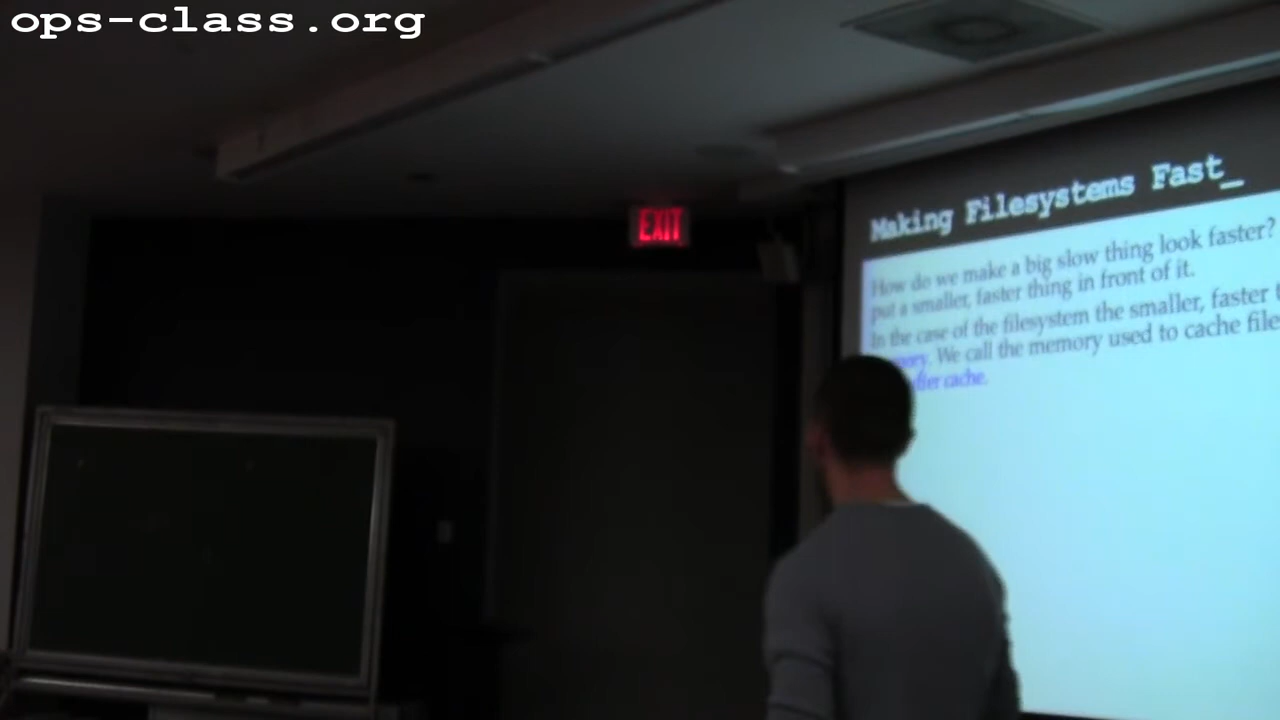 ops-class.org
EXIT
Making Filesystems Fast_
How do we make a big slow thing look faster?
put a smaller, faster thing in front of it.
In the case of the filesystem the smaller, faster
We call the memory used to cache
cache.